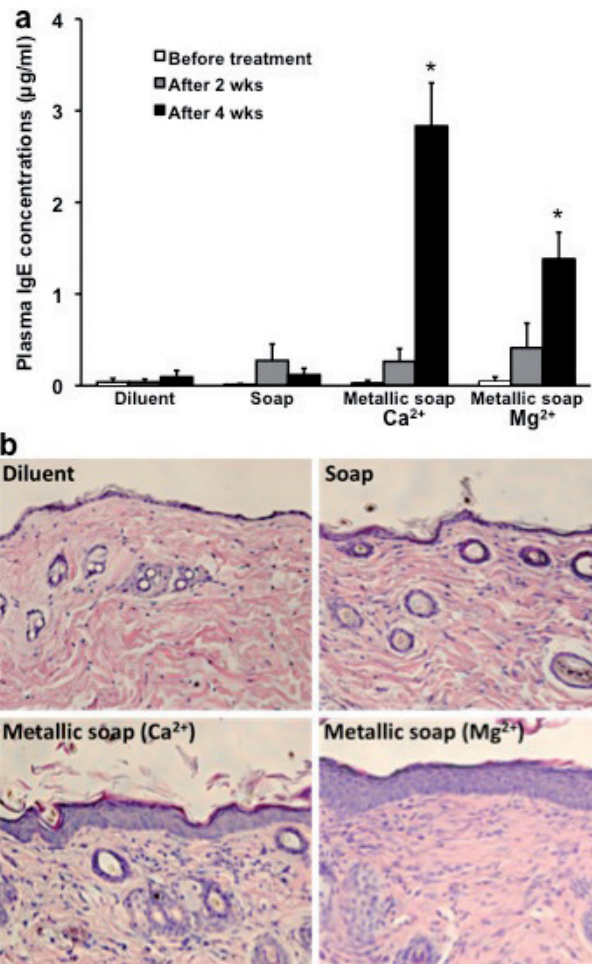 a
Plasma IgE concentrations (µg/ml)
4
3
2
1
0
Before treatment
After 2 wks
After 4 wks
*
*
Diluent
Soap
Metallic soap
Ca²⁺
Metallic soap
Mg²⁺
b
Diluent
Soap
Metallic soap (Ca²⁺)
Metallic soap (Mg²⁺)